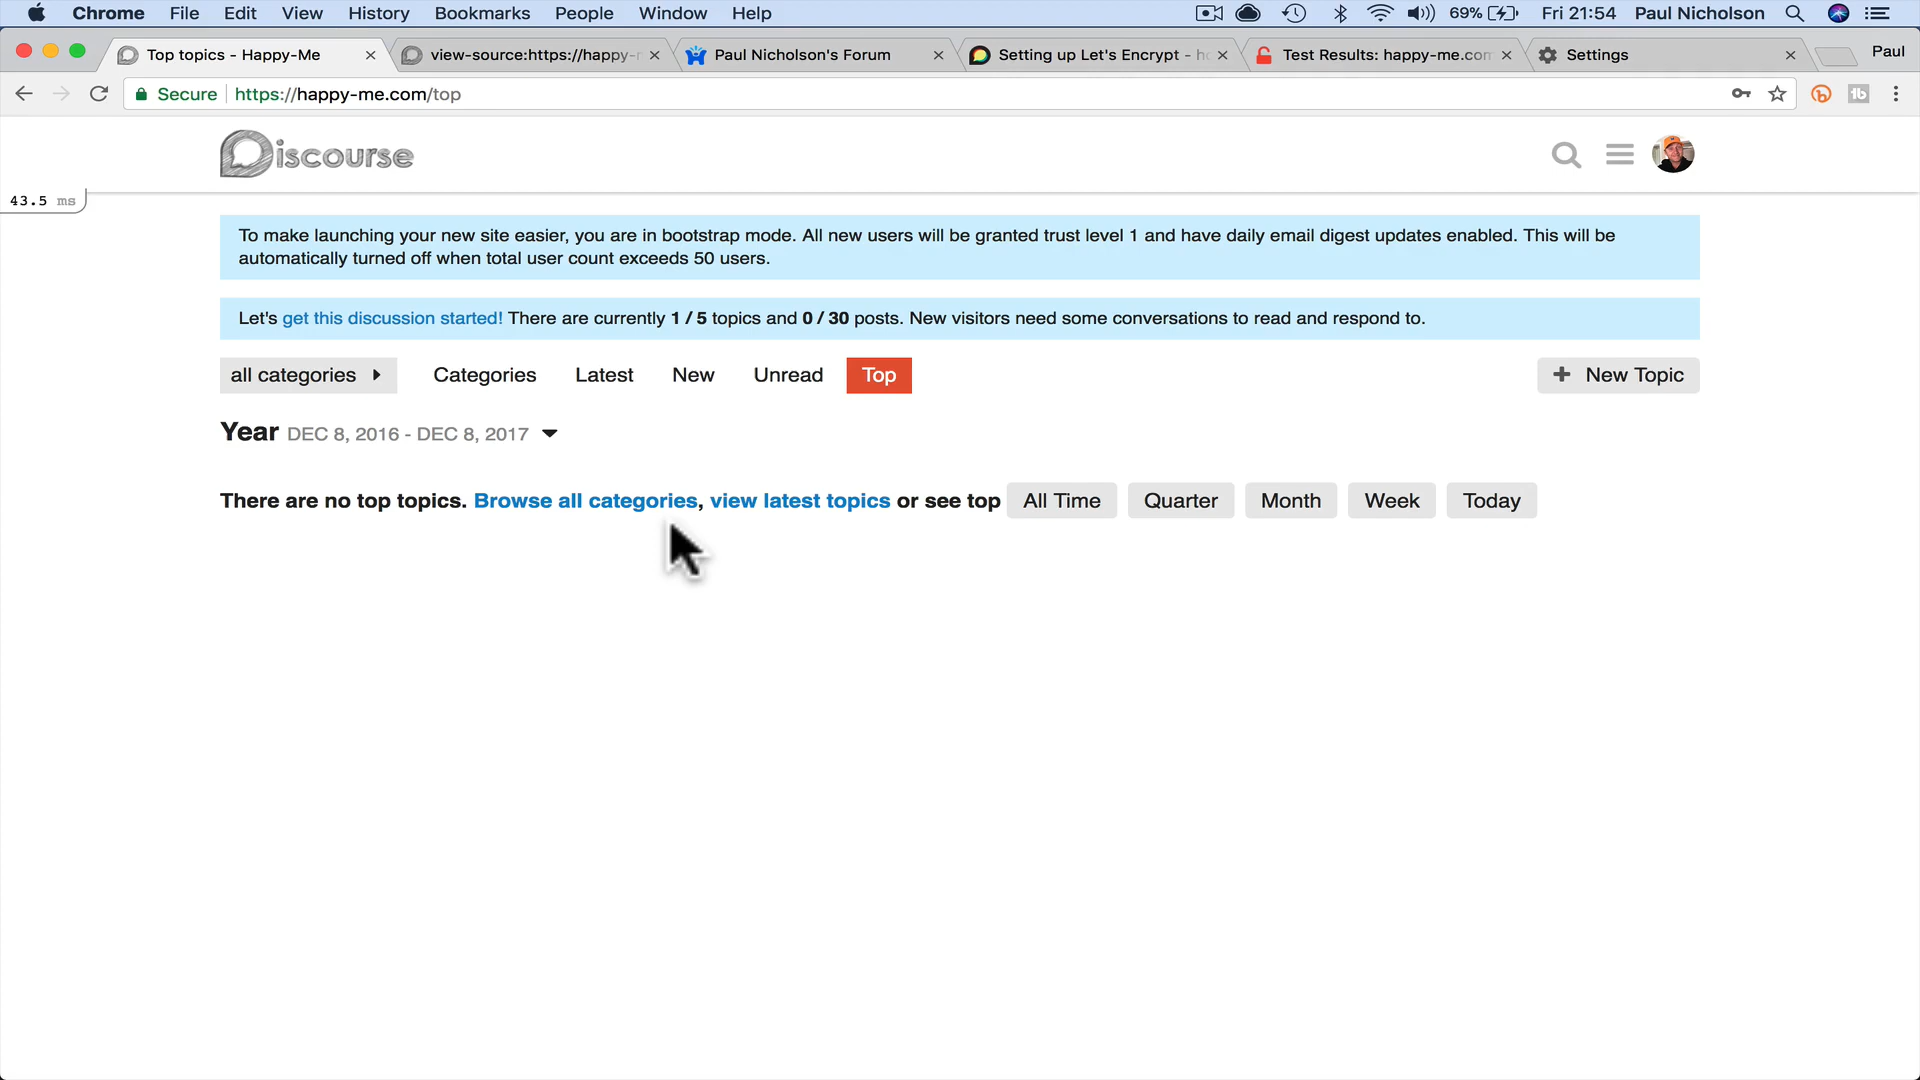 Chrome File Edit View History Bookmarks People Window Help 69% Fri 21:54 Paul Nicholson
Top topics - Happy-Me view-source:https://happy- Paul Nicholson's Forum Setting up Let's Encrypt - Test Results: happy-me.com Settings Paul
Secure https://happy-me.com/top
Discourse
43.5 ms
To make launching your new site easier, you are in bootstrap mode. All new users will be granted trust level 1 and have daily email digest updates enabled. This will be
automatically turned off when total user count exceeds 50 users.
Let's get this discussion started! There are currently 1 / 5 topics and 0 / 30 posts. New visitors need some conversations to read and respond to.
all categories Categories Latest New Unread Top + New Topic
Year DEC 8, 2016 - DEC 8, 2017
There are no top topics. Browse all categories, view latest topics or see top All Time Quarter Month Week Today